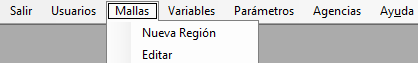 Salir Usuarios Mallas Variables Parámetros Agencias Ayuda
Nueva Región
Editar